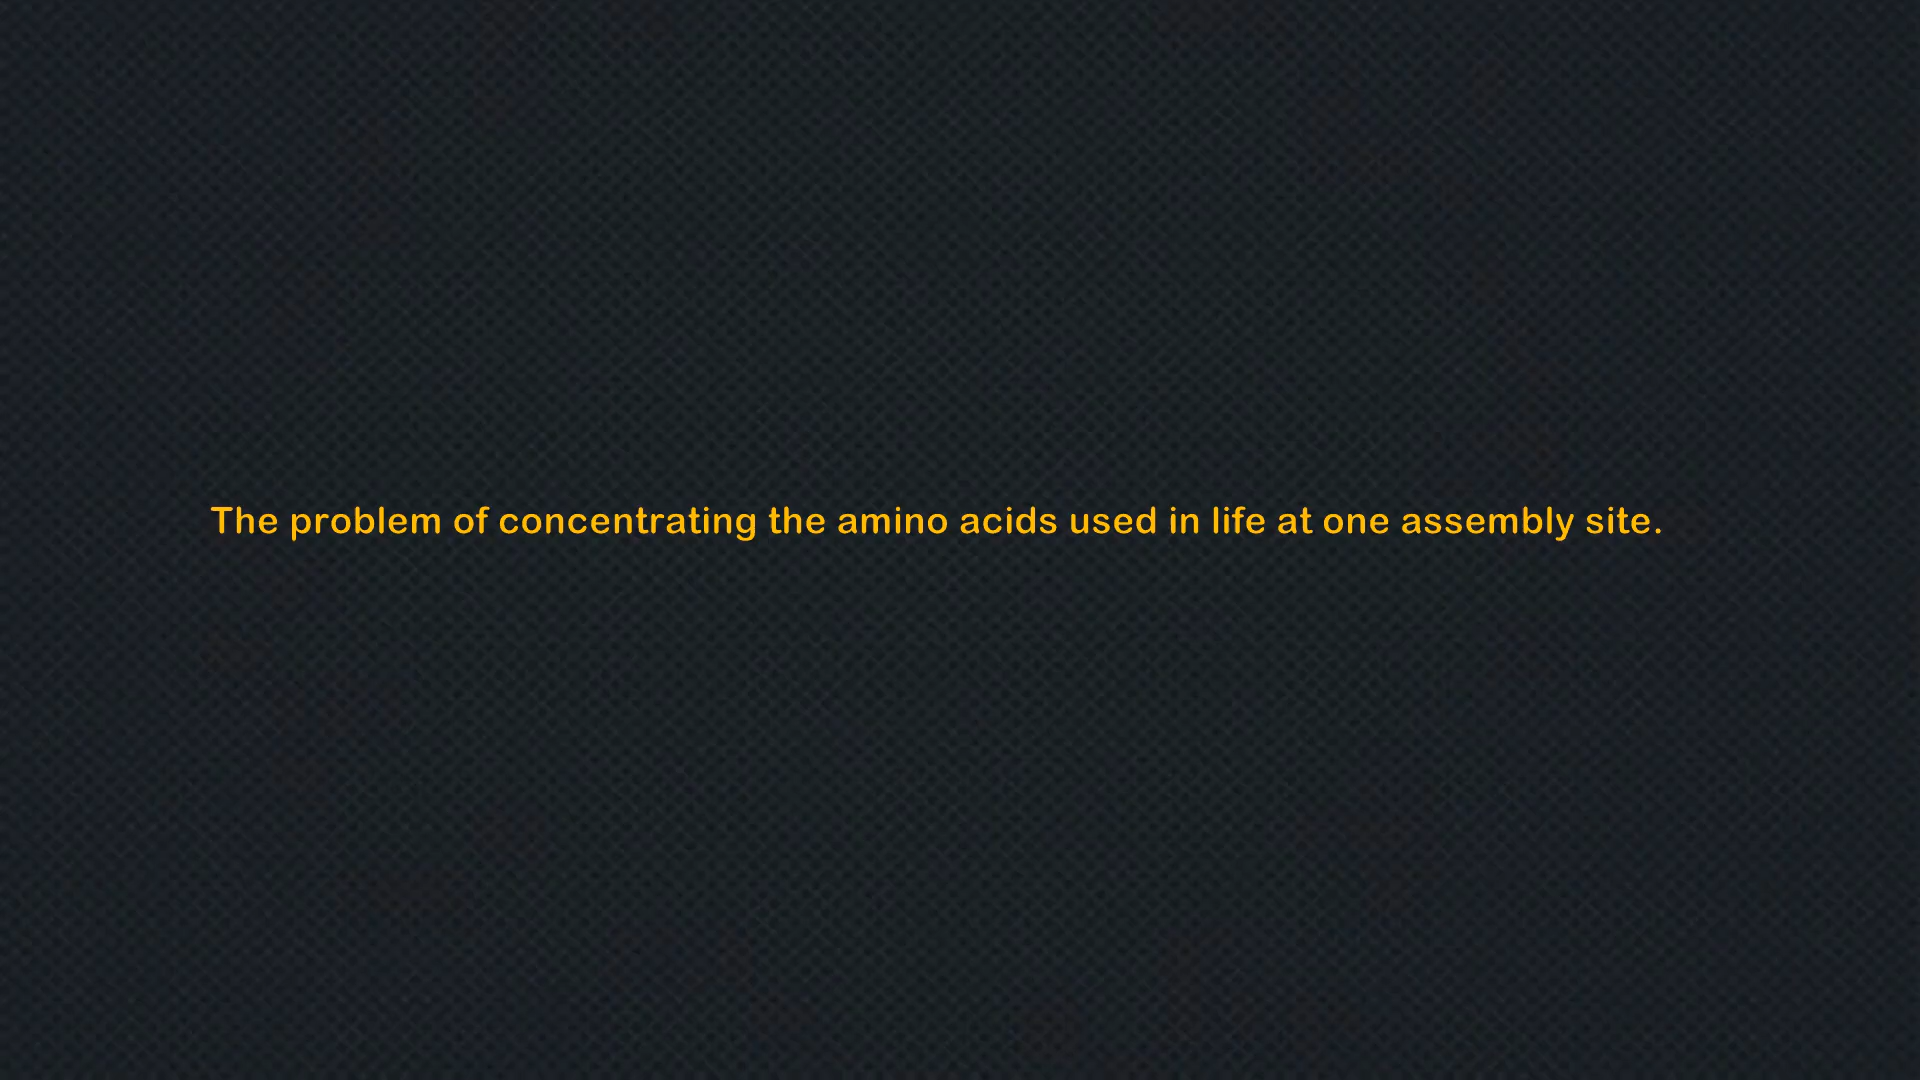 The problem of concentrating the amino acids used in life at one assembly site.